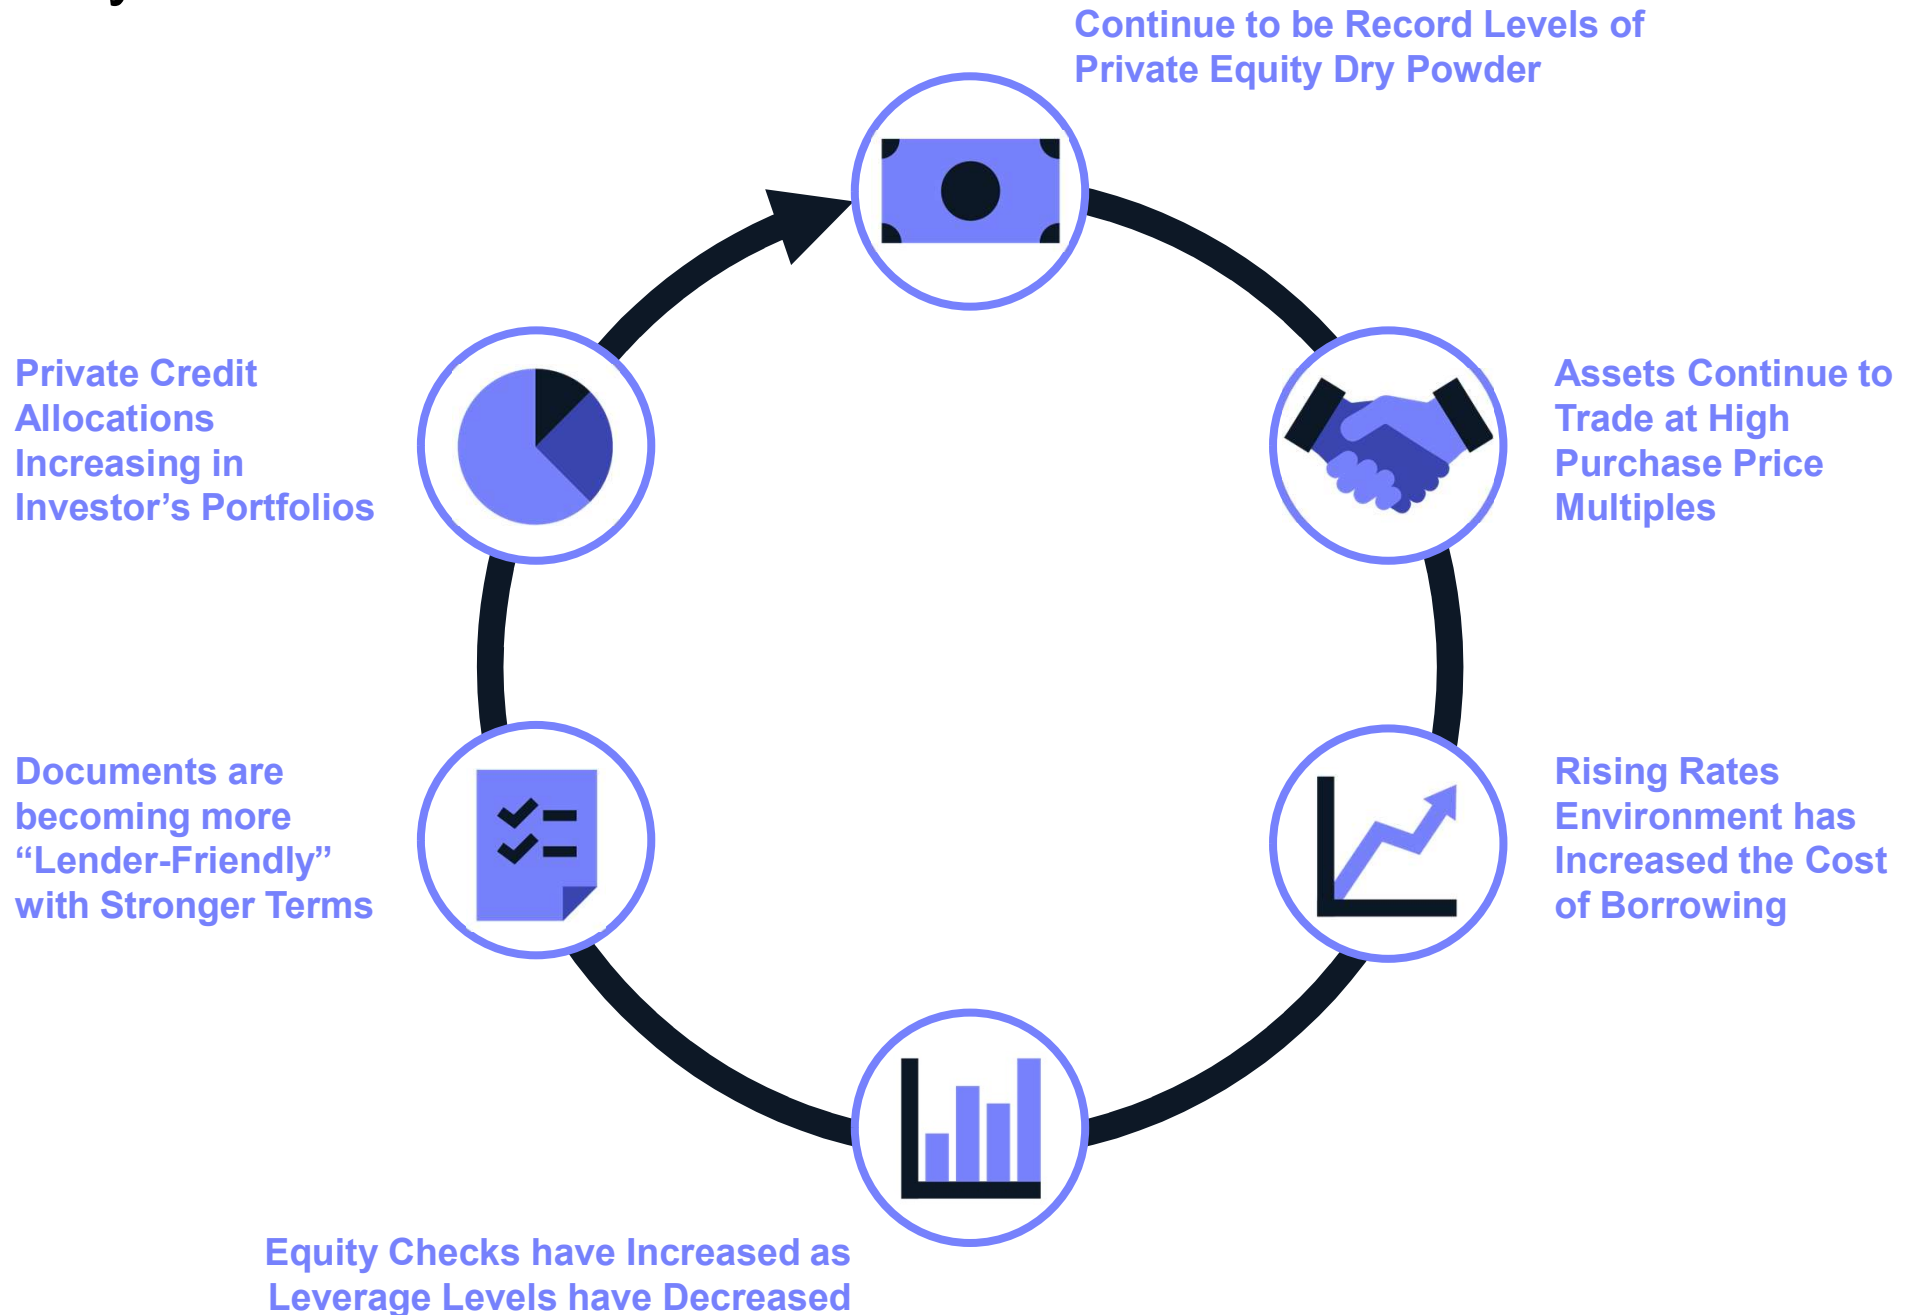 Continue to be Record Levels of
Private Equity Dry Powder
Assets Continue to
Trade at High
Purchase Price
Multiples
Rising Rates
Environment has
Increased the Cost
of Borrowing
Equity Checks have Increased as
Leverage Levels have Decreased
Documents are
becoming more
“Lender-Friendly”
with Stronger Terms
Private Credit
Allocations
Increasing in
Investor’s Portfolios